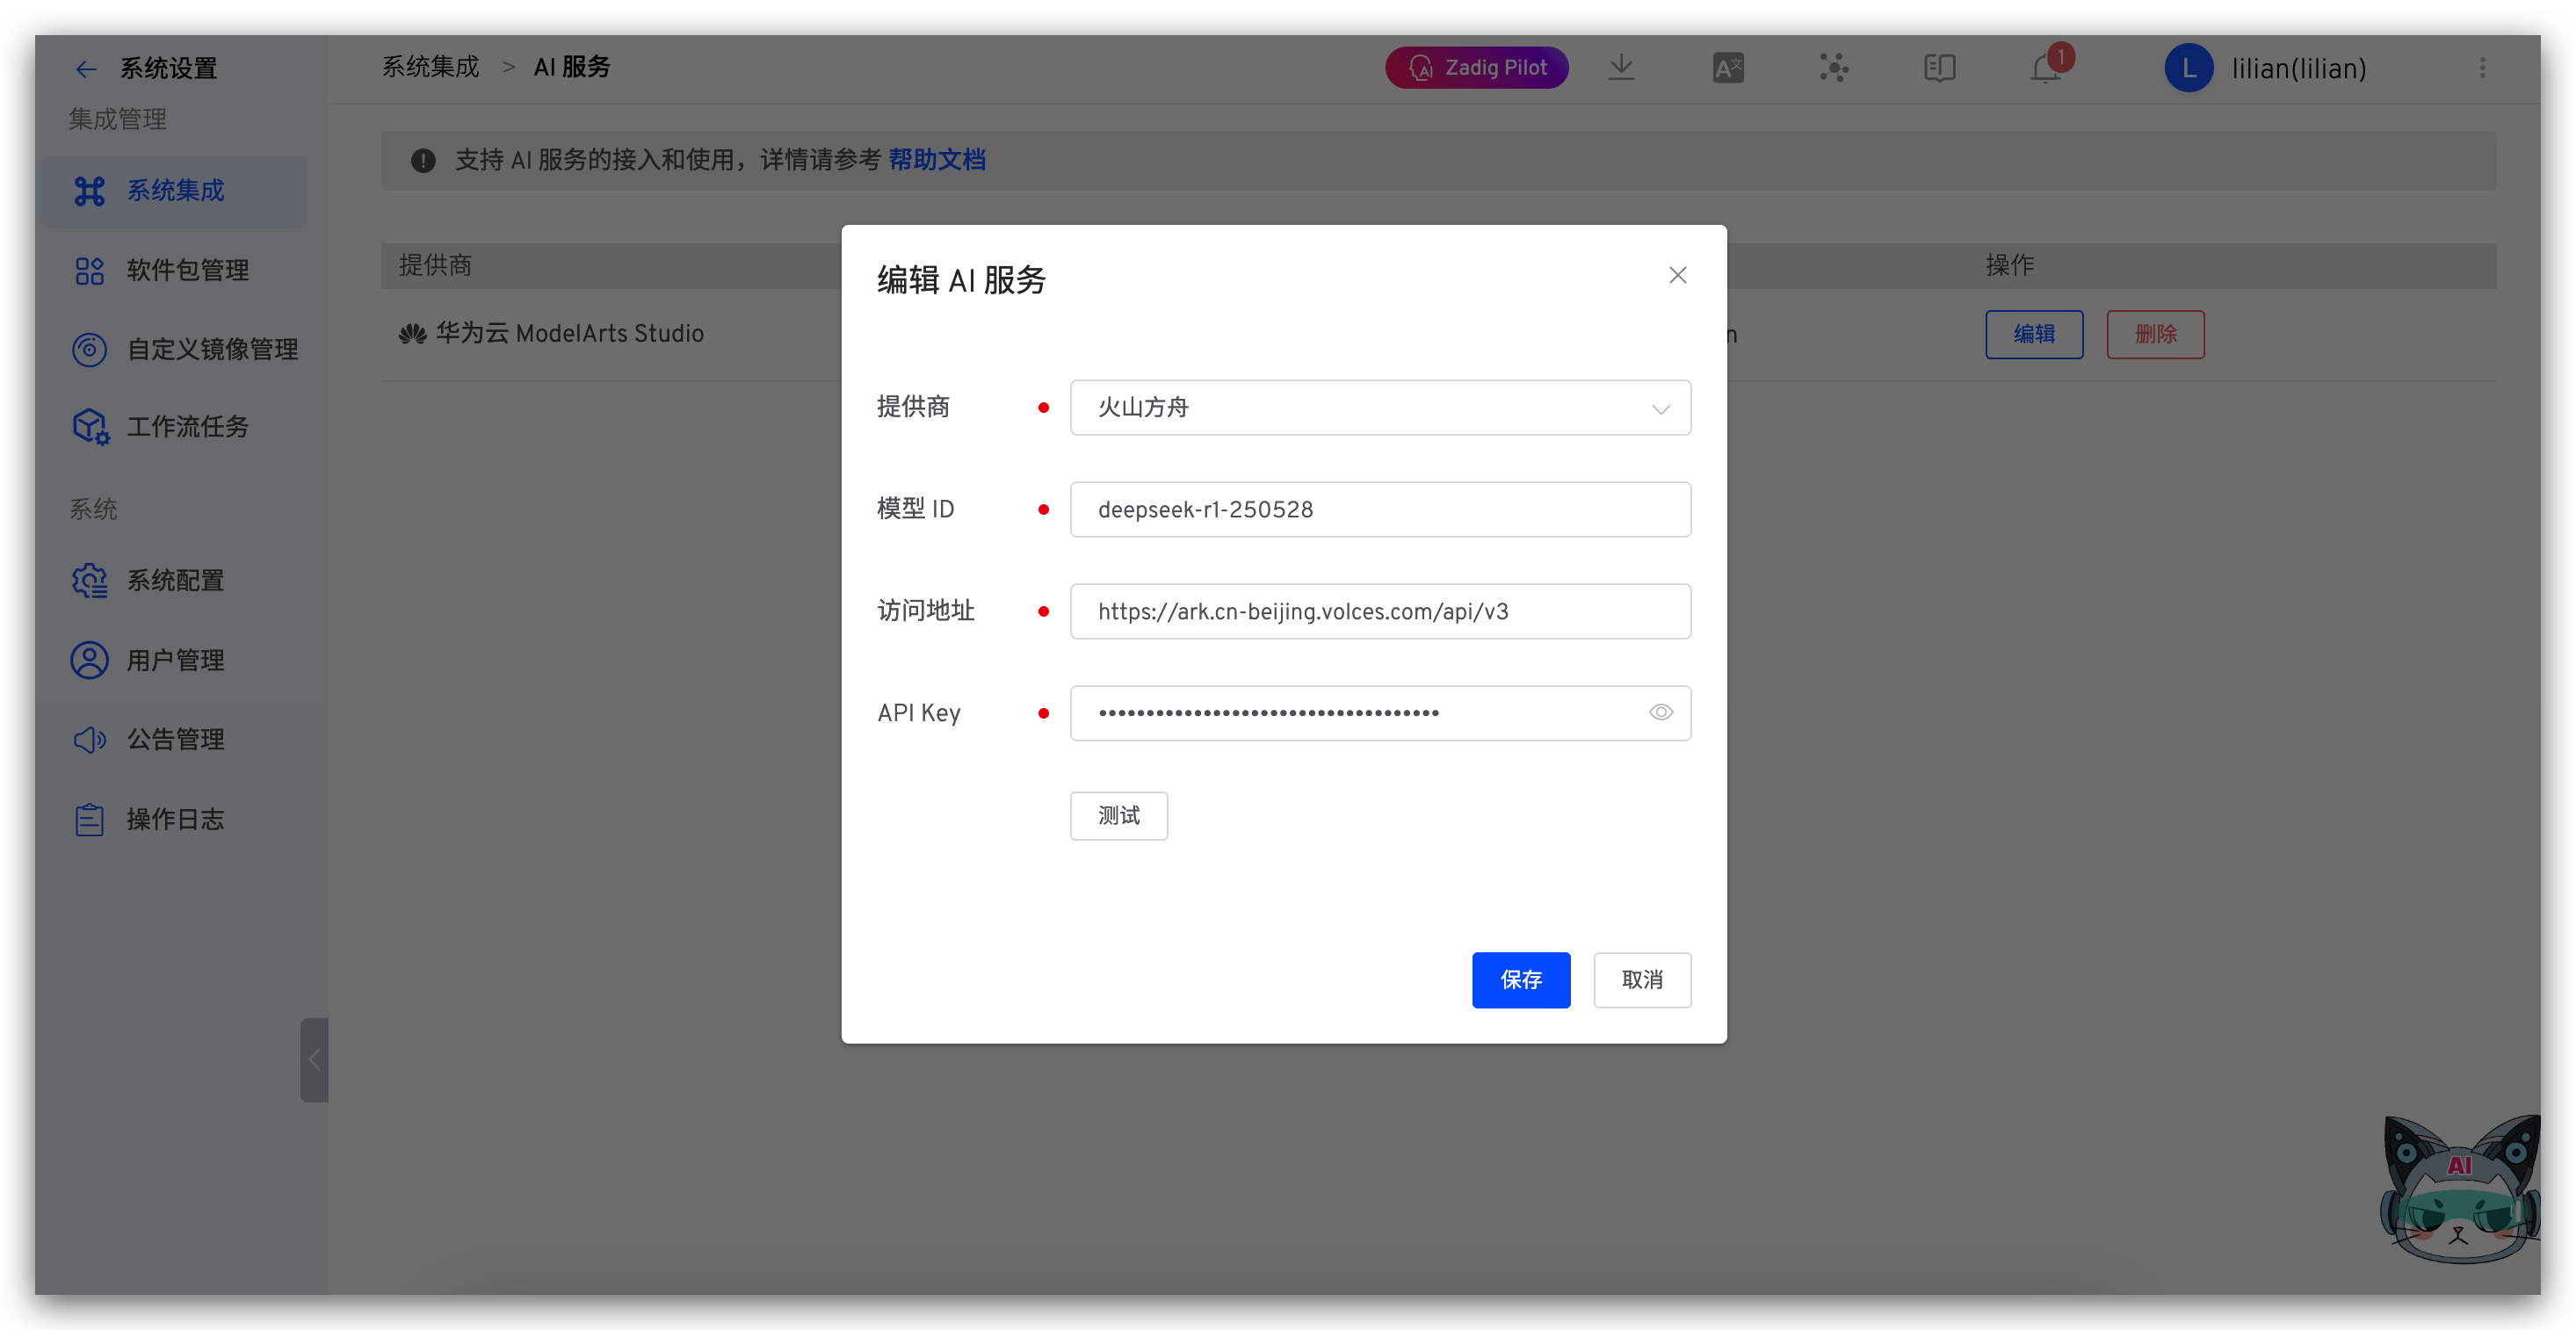 系统设置
系统集成 > AI 服务
Zadig Pilot
1
L
lilian(lilian)
集成管理
系统集成
软件包管理
自定义镜像管理
工作流任务
系统
系统配置
用户管理
公告管理
操作日志
支持 AI 服务的接入和使用，详情请参考 帮助文档
提供商
操作
华为云 ModelArts Studio
n
编辑
删除
编辑 AI 服务
提供商
火山方舟
模型 ID
deepseek-r1-250528
访问地址
https://ark.cn-beijing.volces.com/api/v3
API Key
••••••••••••••••••••••••••••••••••••
测试
保存
取消
AI